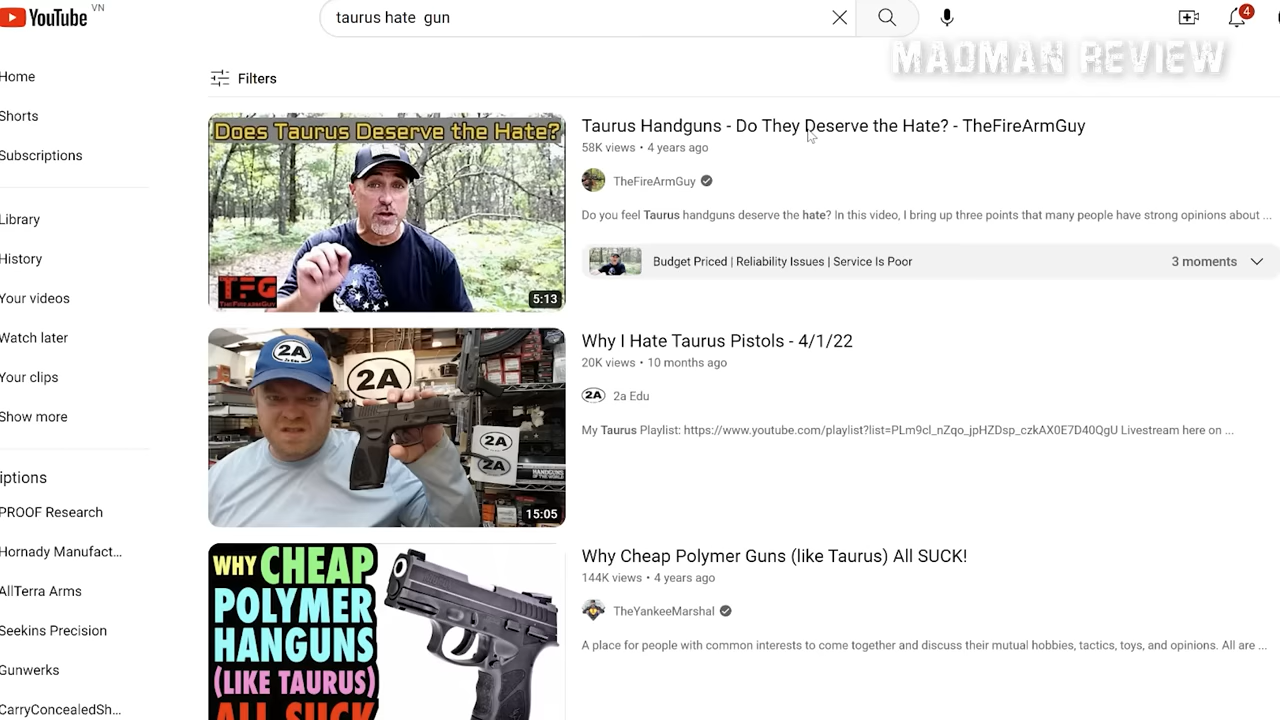 YouTube VN
taurus hate gun
4
MADMAN REVIEW
Home
Shorts
Subscriptions
Library
History
Your videos
Watch later
Your clips
Show more
iptions
PROOF Research
Hornady Manufact...
AllTerra Arms
Seekins Precision
Gunwerks
CarryConcealedSh...
Filters
Does Taurus Deserve the Hate?
TFG
THEFIREARMGUY
5:13
Taurus Handguns - Do They Deserve the Hate? - TheFireArmGuy
58K views • 4 years ago
TheFireArmGuy
Do you feel Taurus handguns deserve the hate? In this video, I bring up three points that many people have strong opinions about ...
Budget Priced | Reliability Issues | Service Is Poor
3 moments
2A
2A
2A
2A
15:05
Why I Hate Taurus Pistols - 4/1/22
20K views • 10 months ago
2A
2a Edu
My Taurus Playlist: https://www.youtube.com/playlist?list=PLm9cl_nZqo_jpHZDsp_czkAX0E7D40QgU Livestream here on ...
WHY CHEAP
POLYMER
HANGUNS
(LIKE TAURUS)
ALL SUCK
Why Cheap Polymer Guns (like Taurus) All SUCK!
144K views • 4 years ago
TheYankeeMarshal
A place for people with common interests to come together and discuss their mutual hobbies, tactics, toys, and opinions. All are ...